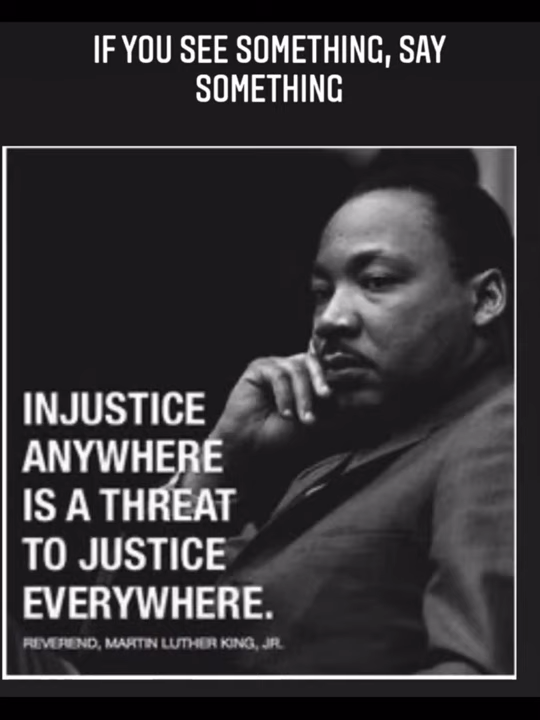 IF YOU SEE SOMETHING, SAY
SOMETHING
INJUSTICE
ANYWHERE
IS A THREAT
TO JUSTICE
EVERYWHERE.
REVEREND, MARTIN LUTHER KING, JR.